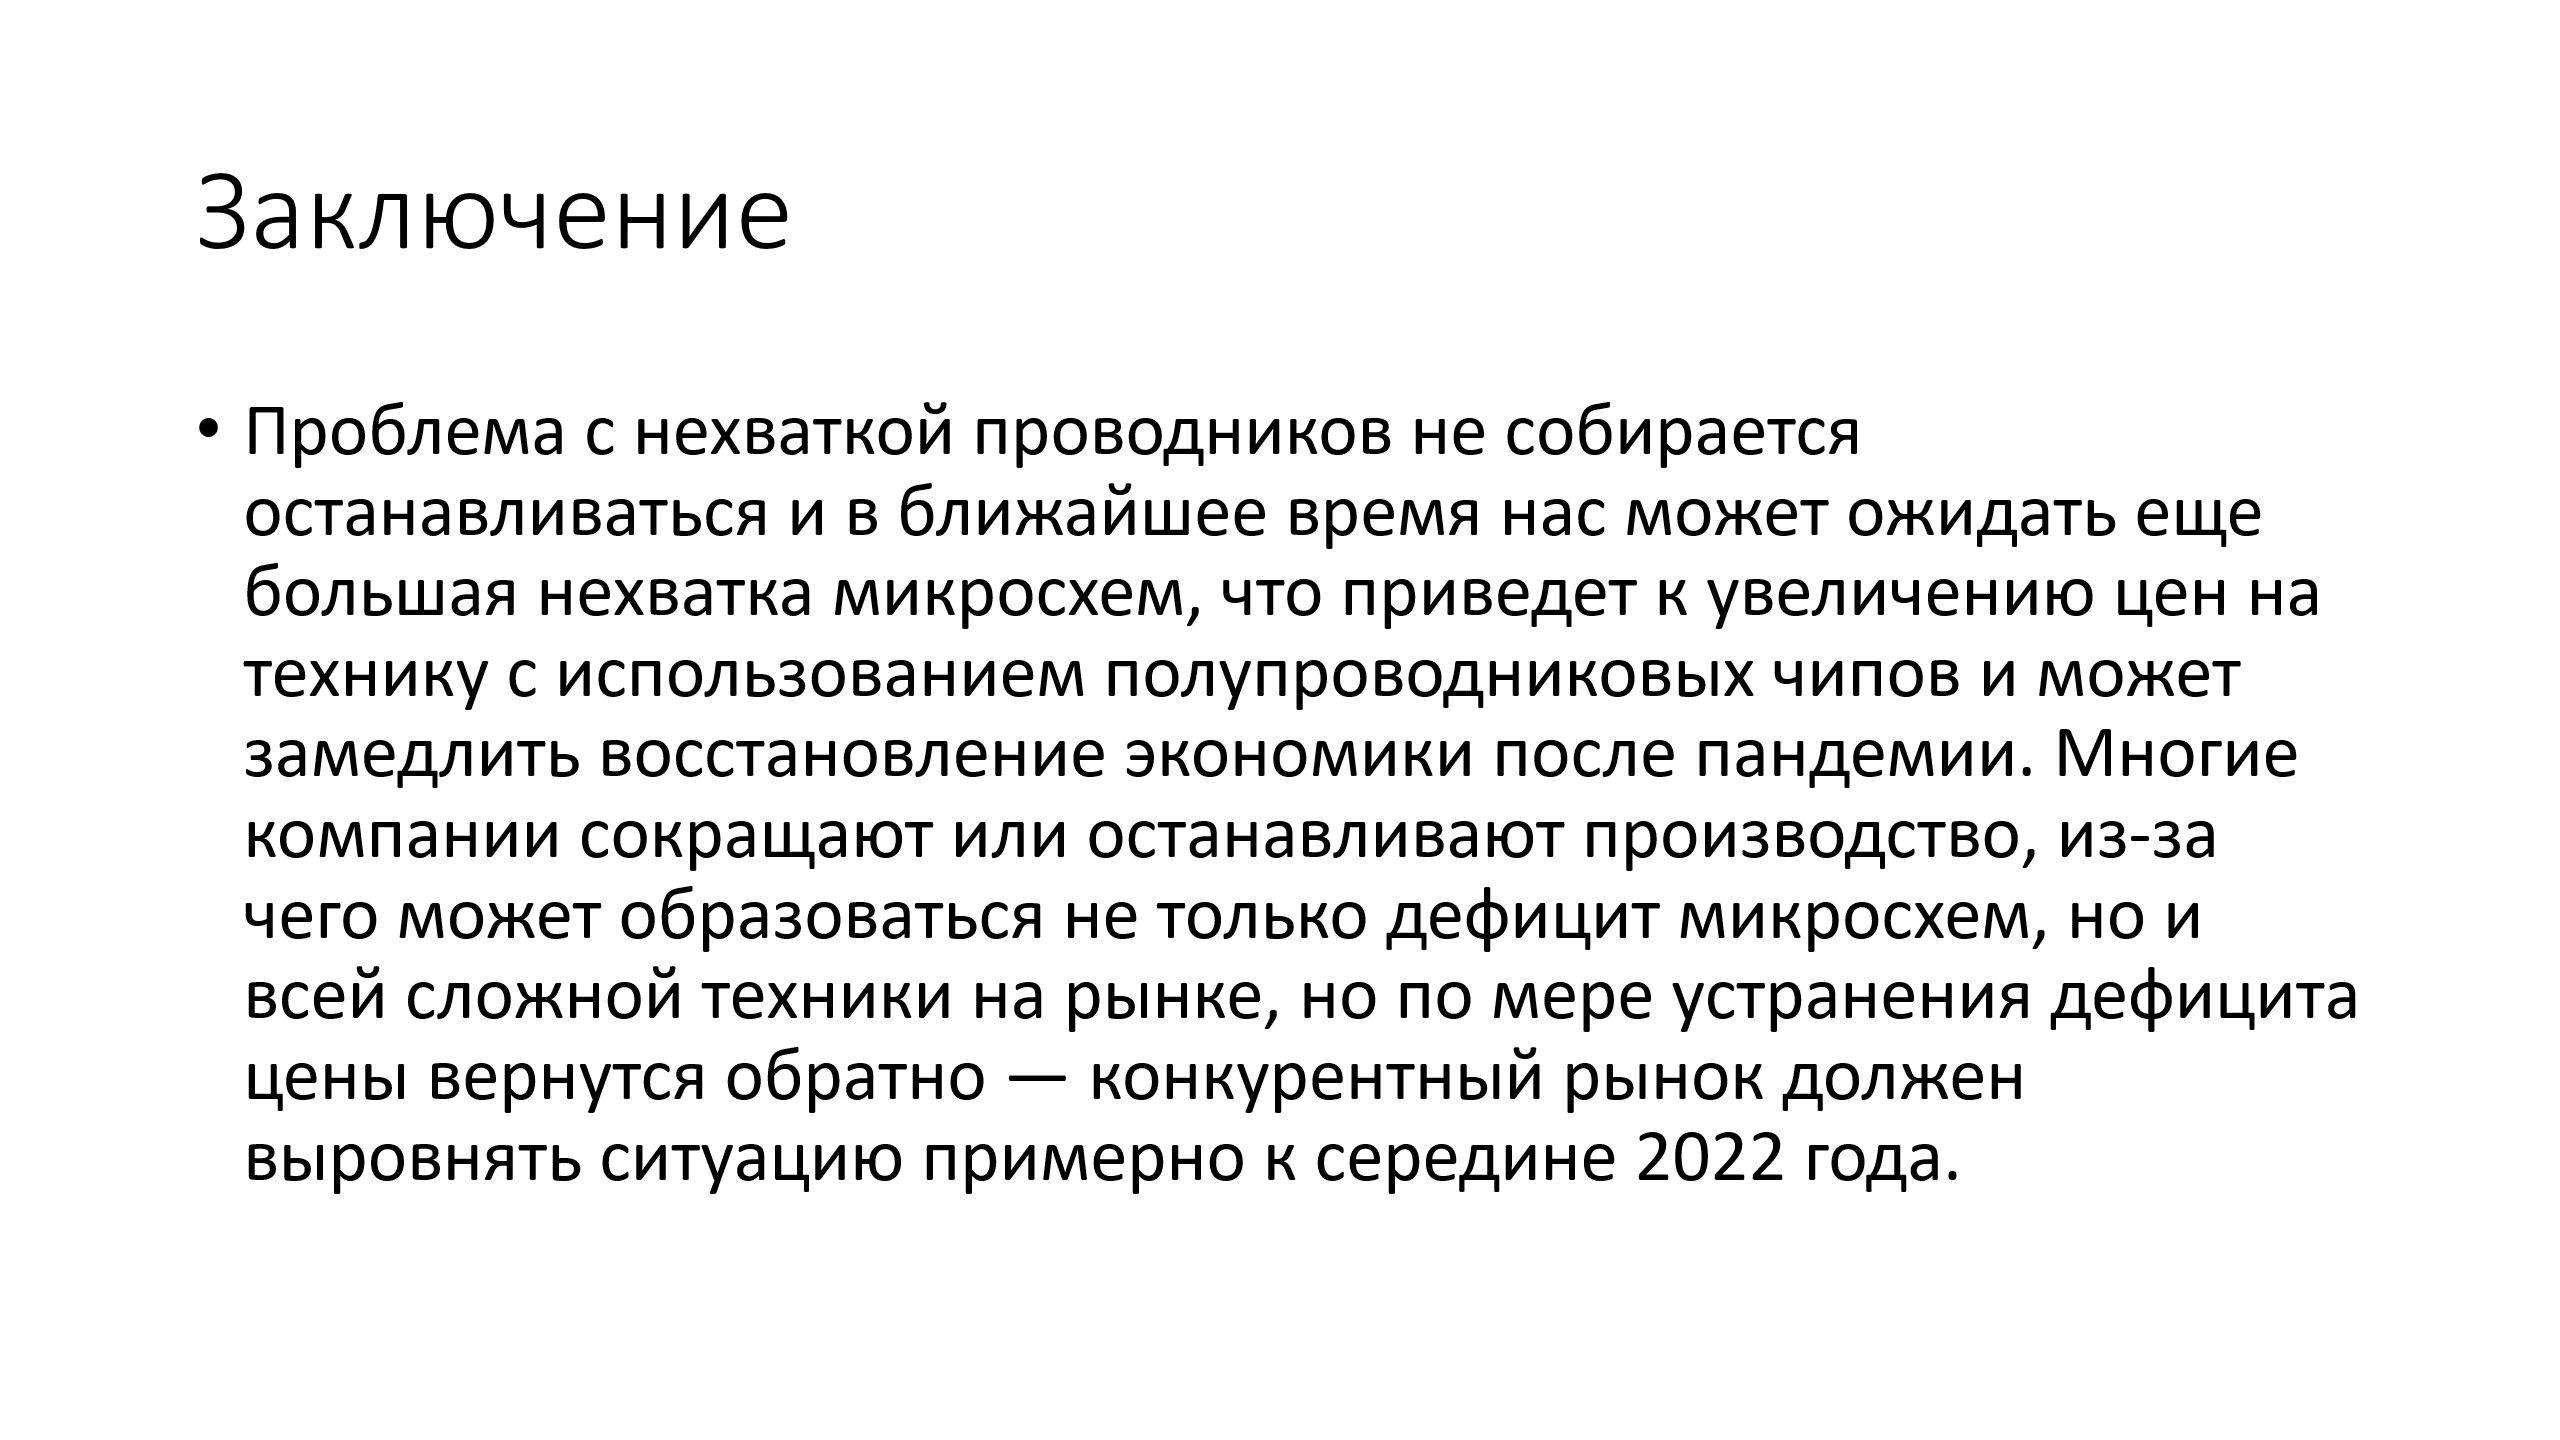 Заключение
• Проблема с нехваткой проводников не собирается
останавливаться и в ближайшее время нас может ожидать еще
большая нехватка микросхем, что приведет к увеличению цен на
технику с использованием полупроводниковых чипов и может
замедлить восстановление экономики после пандемии. Многие
компании сокращают или останавливают производство, из-за
чего может образоваться не только дефицит микросхем, но и
всей сложной техники на рынке, но по мере устранения дефицита
цены вернутся обратно — конкурентный рынок должен
выровнять ситуацию примерно к середине 2022 года.